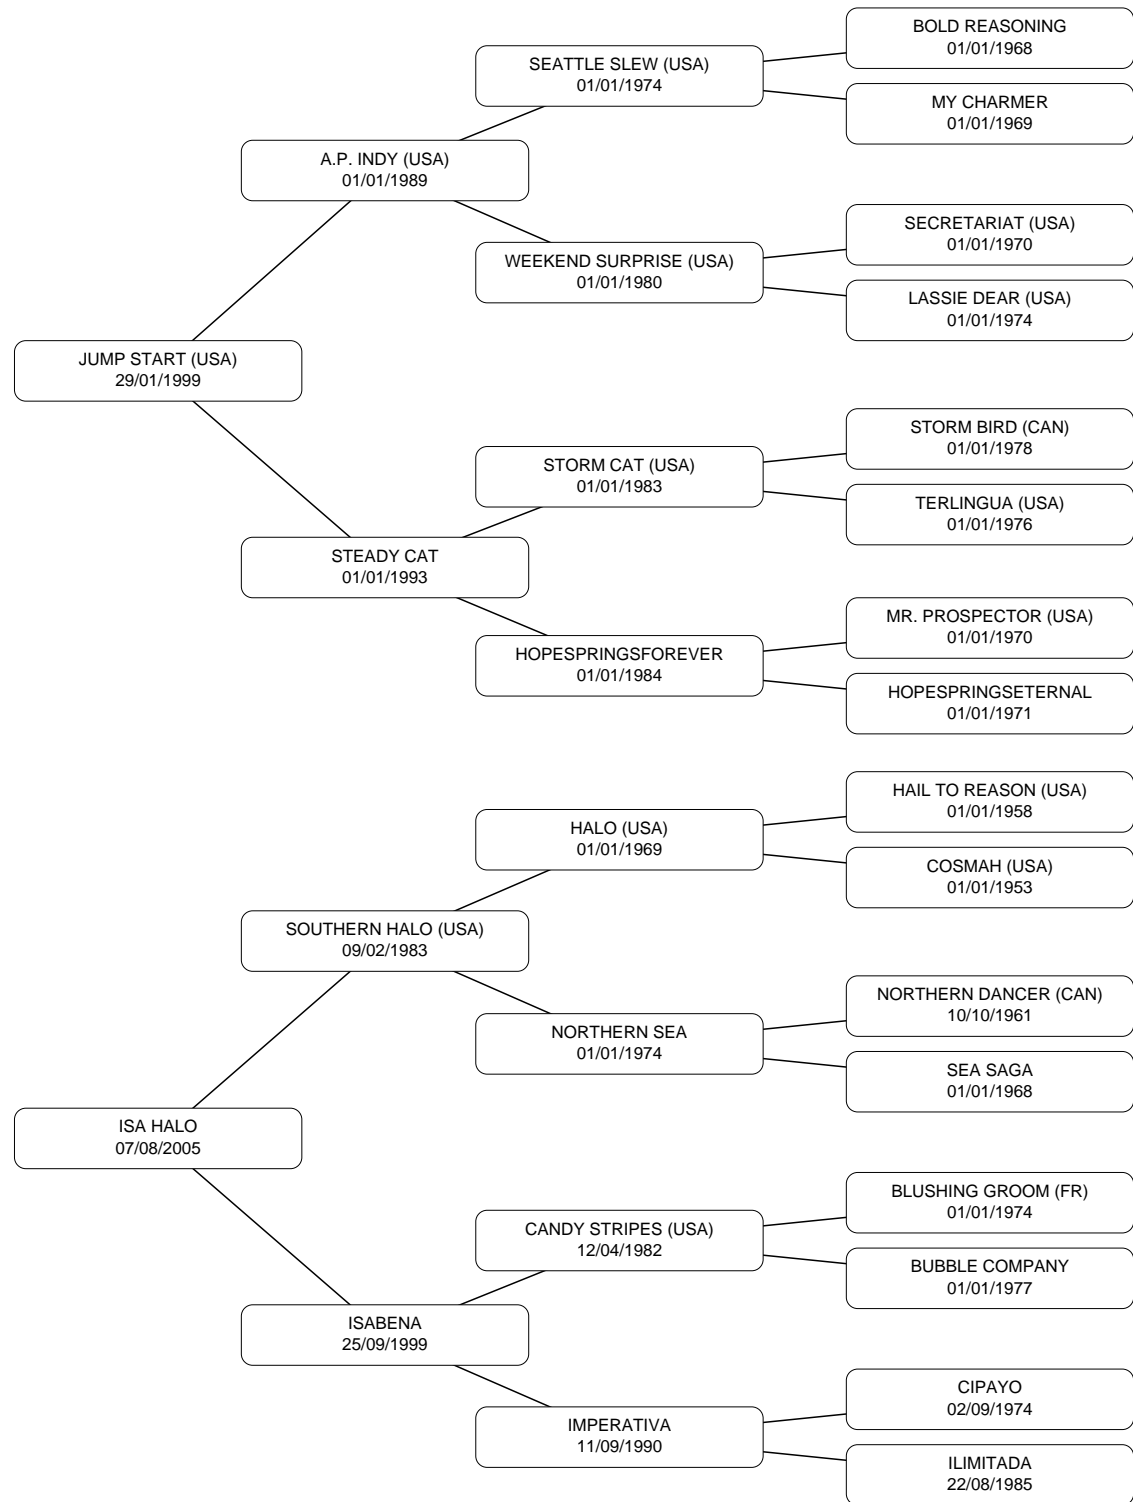 BOLD REASONING
01/01/1968
SEATTLE SLEW (USA)
01/01/1974
MY CHARMER
01/01/1969
A.P. INDY (USA)
01/01/1989
SECRETARIAT (USA)
01/01/1970
WEEKEND SURPRISE (USA)
01/01/1980
LASSIE DEAR (USA)
01/01/1974
JUMP START (USA)
29/01/1999
STORM BIRD (CAN)
01/01/1978
STORM CAT (USA)
01/01/1983
TERLINGUA (USA)
01/01/1976
STEADY CAT
01/01/1993
MR. PROSPECTOR (USA)
01/01/1970
HOPESPRINGSFOREVER
01/01/1984
HOPESPRINGSETERNAL
01/01/1971
HAIL TO REASON (USA)
01/01/1958
HALO (USA)
01/01/1969
COSMAH (USA)
01/01/1953
SOUTHERN HALO (USA)
09/02/1983
NORTHERN DANCER (CAN)
10/10/1961
NORTHERN SEA
01/01/1974
SEA SAGA
01/01/1968
ISA HALO
07/08/2005
BLUSHING GROOM (FR)
01/01/1974
CANDY STRIPES (USA)
12/04/1982
BUBBLE COMPANY
01/01/1977
ISABENA
25/09/1999
CIPAYO
02/09/1974
IMPERATIVA
11/09/1990
ILIMITADA
22/08/1985